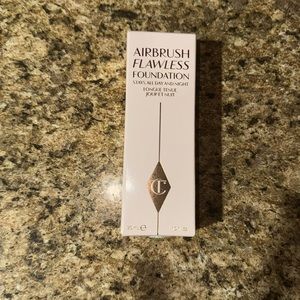 AIRBRUSH
FLAWLESS
FOUNDATION
STAYS ALL DAY AND NIGHT
LONGUE TENUE
JOUR ET NUIT
CT